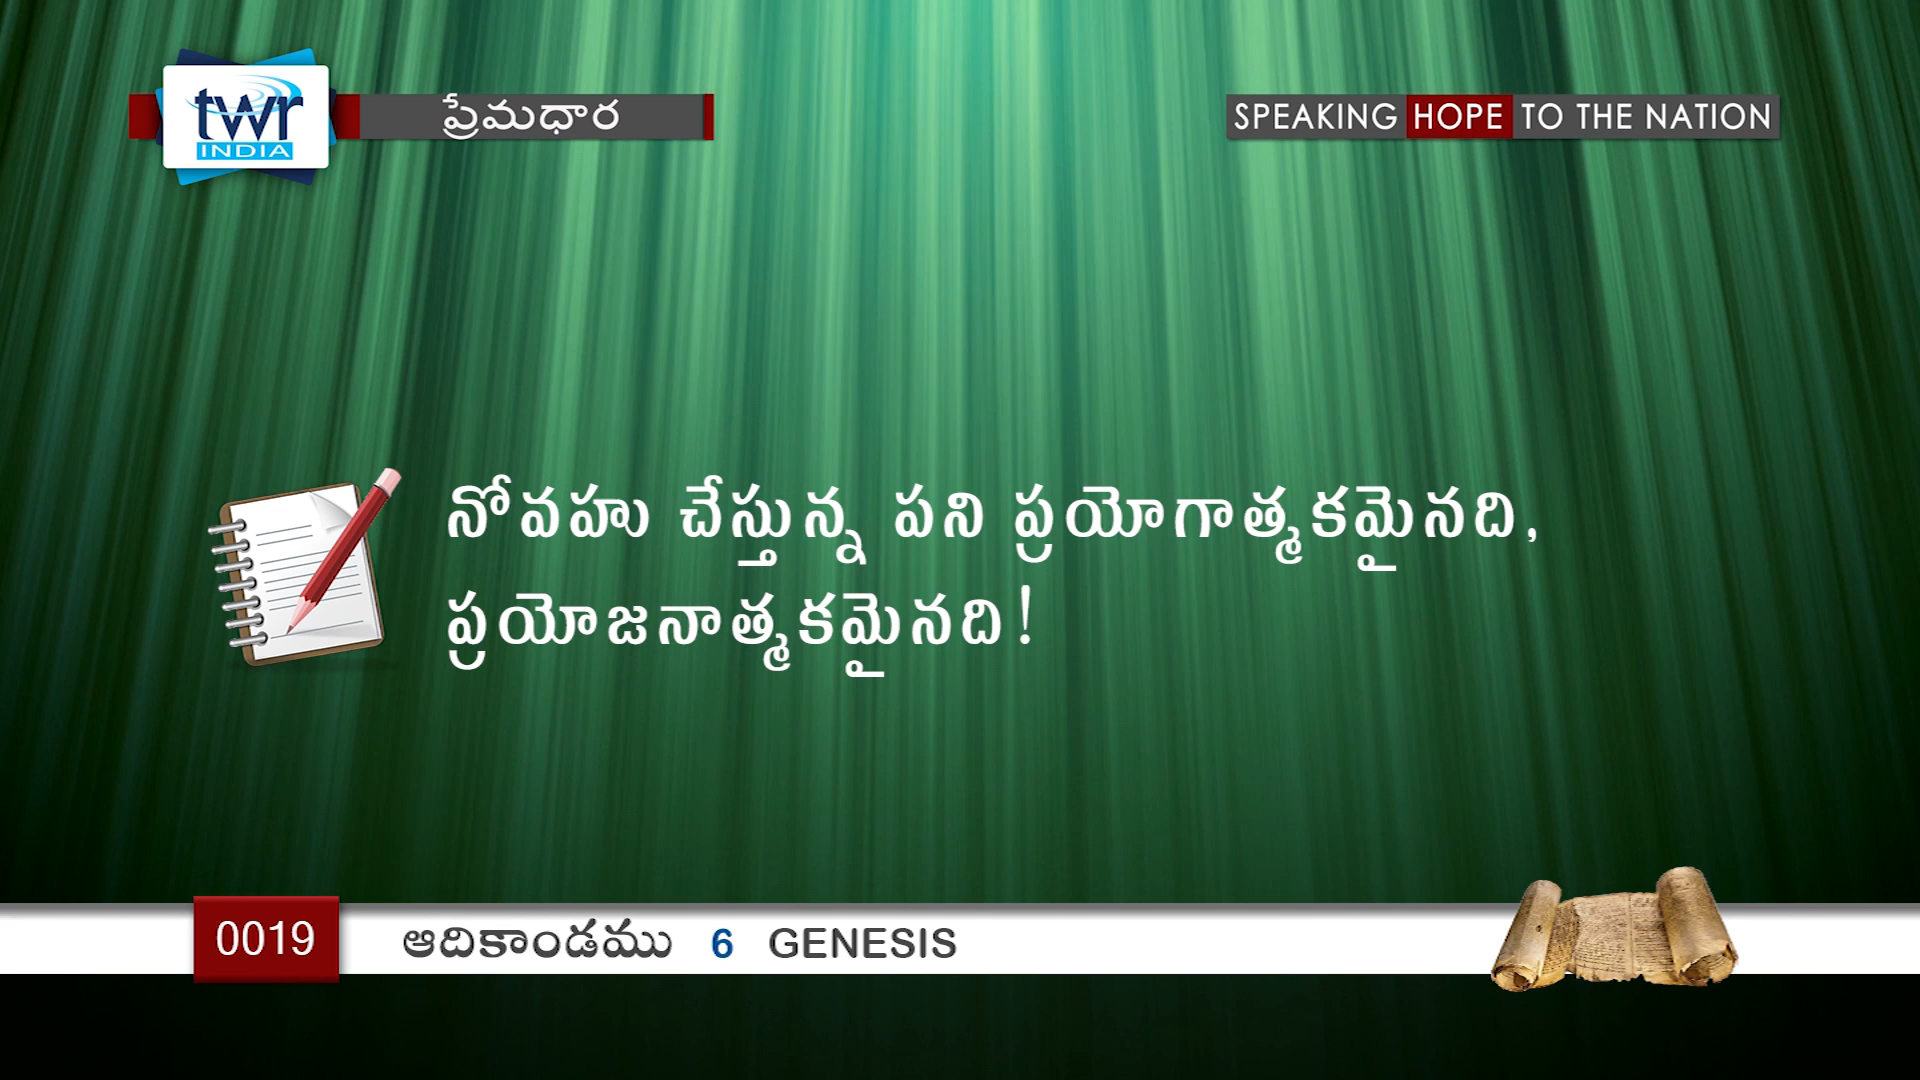 twr
INDIA
ప్రేమధార
SPEAKING HOPE TO THE NATION
నోవహు చేస్తున్న పని ప్రయోగాత్మకమైనది,
ప్రయోజనాత్మకమైనది!
0019 ఆదికాండము 6 GENESIS